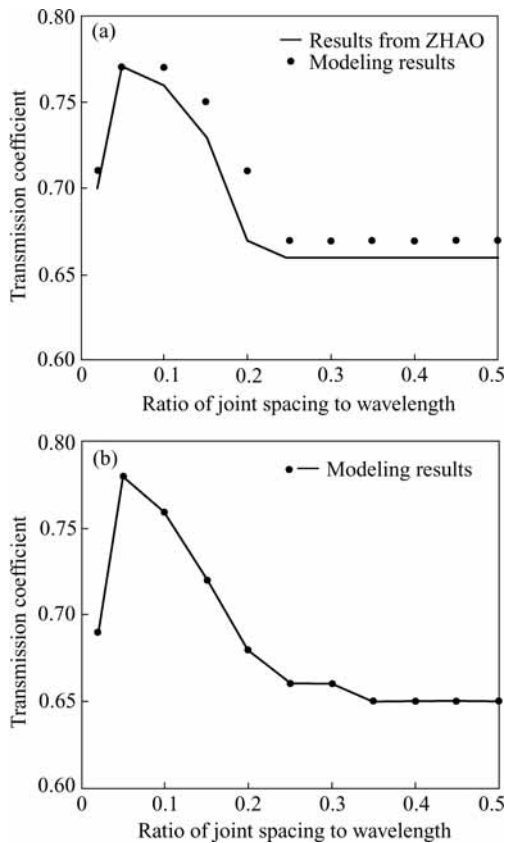 0.80
(a)
Results from ZHAO
Modeling results
0.75
0.70
0.65
0.60
Transmission coefficient
0 0.1 0.2 0.3 0.4 0.5
Ratio of joint spacing to wavelength
0.80
(b)
Modeling results
0.75
0.70
0.65
0.60
Transmission coefficient
0 0.1 0.2 0.3 0.4 0.5
Ratio of joint spacing to wavelength